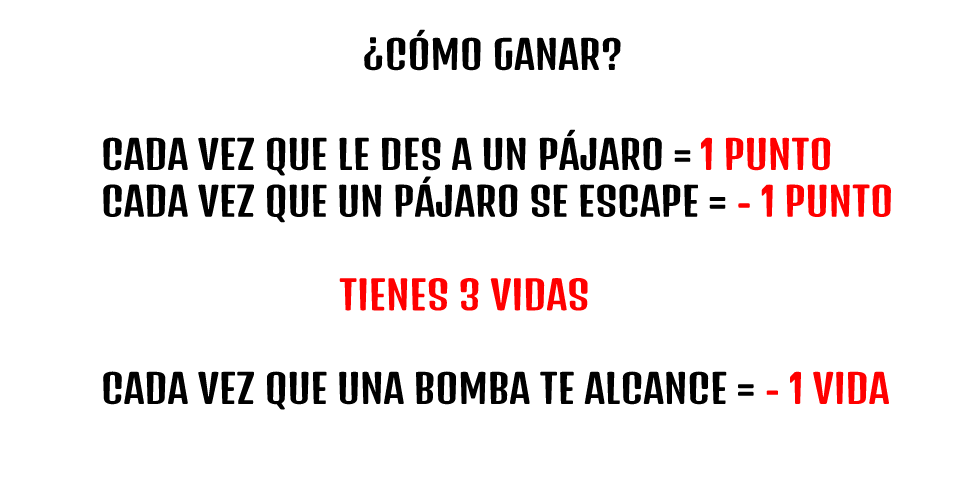 ¿CÓMO GANAR?
CADA VEZ QUE LE DES A UN PÁJARO = 1 PUNTO
CADA VEZ QUE UN PÁJARO SE ESCAPE = - 1 PUNTO
TIENES 3 VIDAS
CADA VEZ QUE UNA BOMBA TE ALCANCE = - 1 VIDA